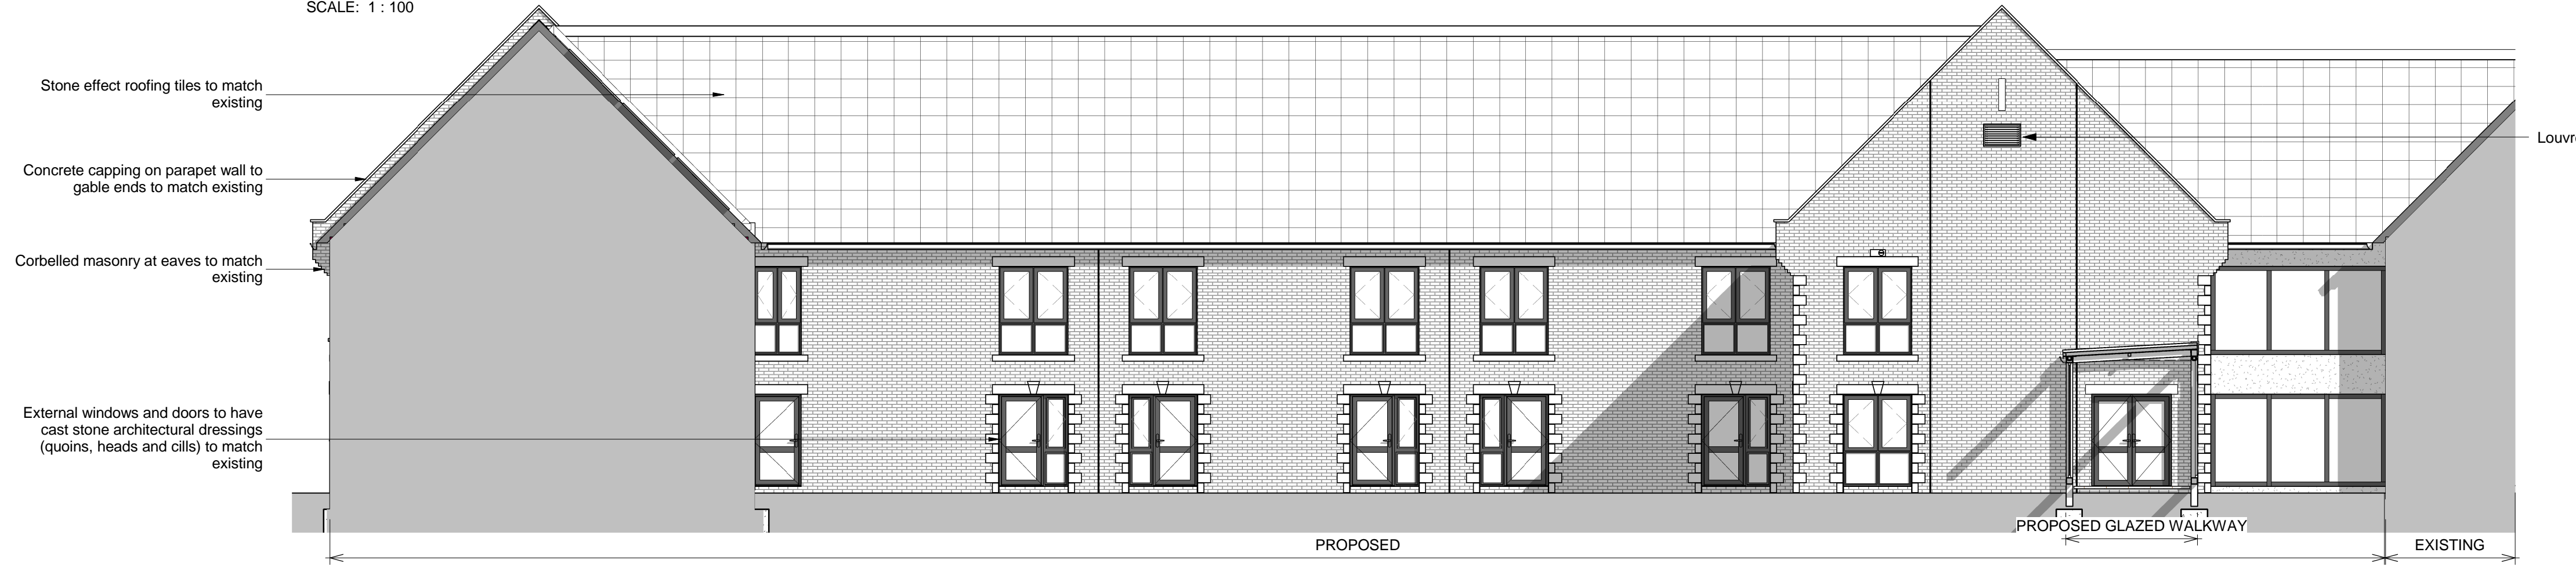 SCALE: 1 : 100
Stone effect roofing tiles to match
existing
Concrete capping on parapet wall to
gable ends to match existing
Corbelled masonry at eaves to match
existing
External windows and doors to have
cast stone architectural dressings
(quoins, heads and cills) to match
existing
Louvre
PROPOSED GLAZED WALKWAY
PROPOSED
EXISTING